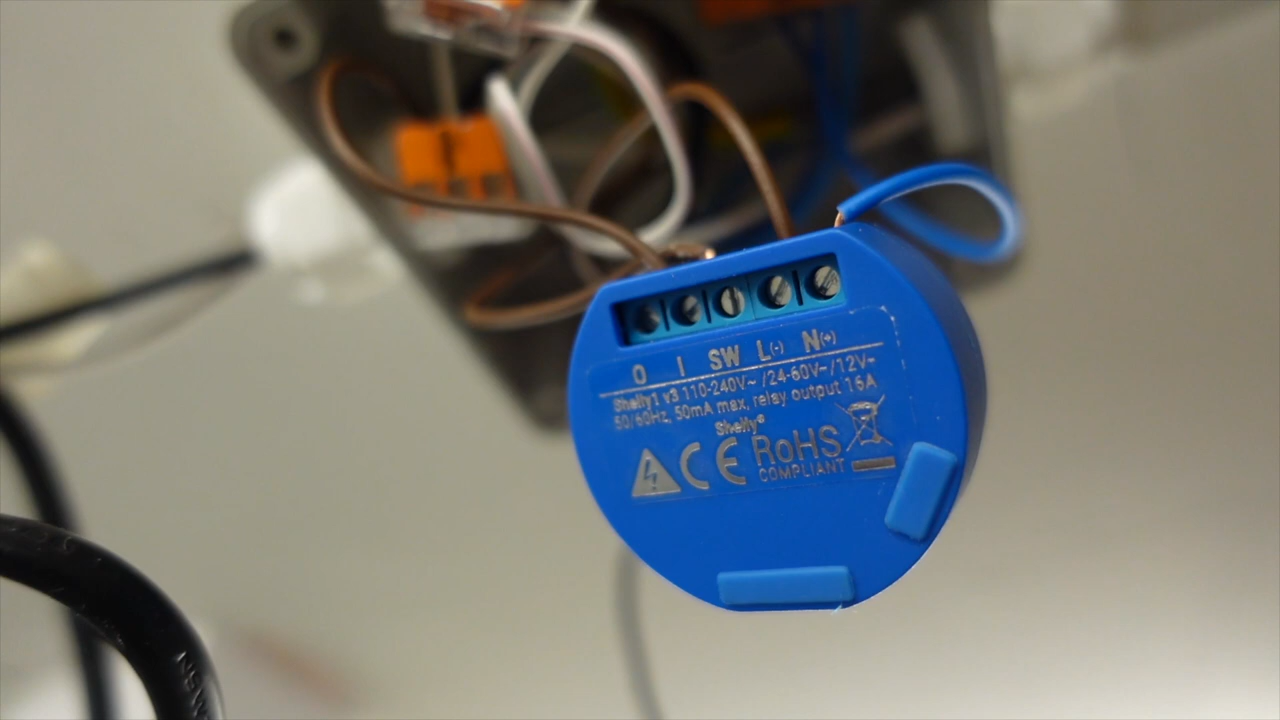 O I SW L(-) N(+)
Shelly1 v3 110-240V~ /24-60V⎓/12V⎓
50/60Hz, 50mA max, relay output 16A
Shelly®
CE RoHS
COMPLIANT